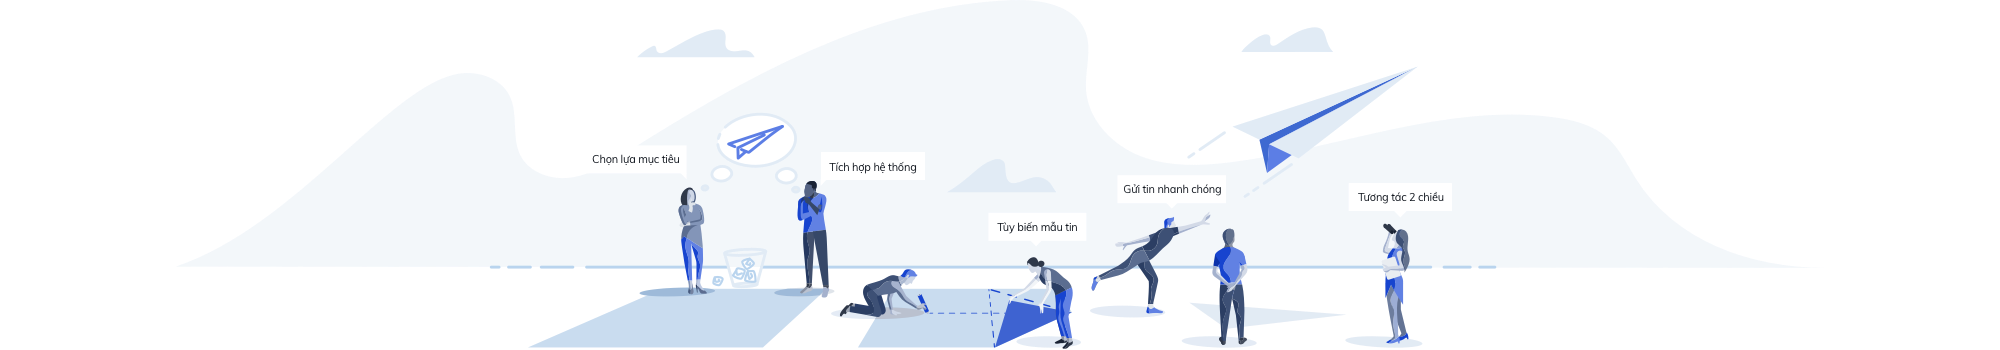 Chọn lựa mục tiêu
Tích hợp hệ thống
Tùy biến mẫu tin
Gửi tin nhanh chóng
Tương tác 2 chiều